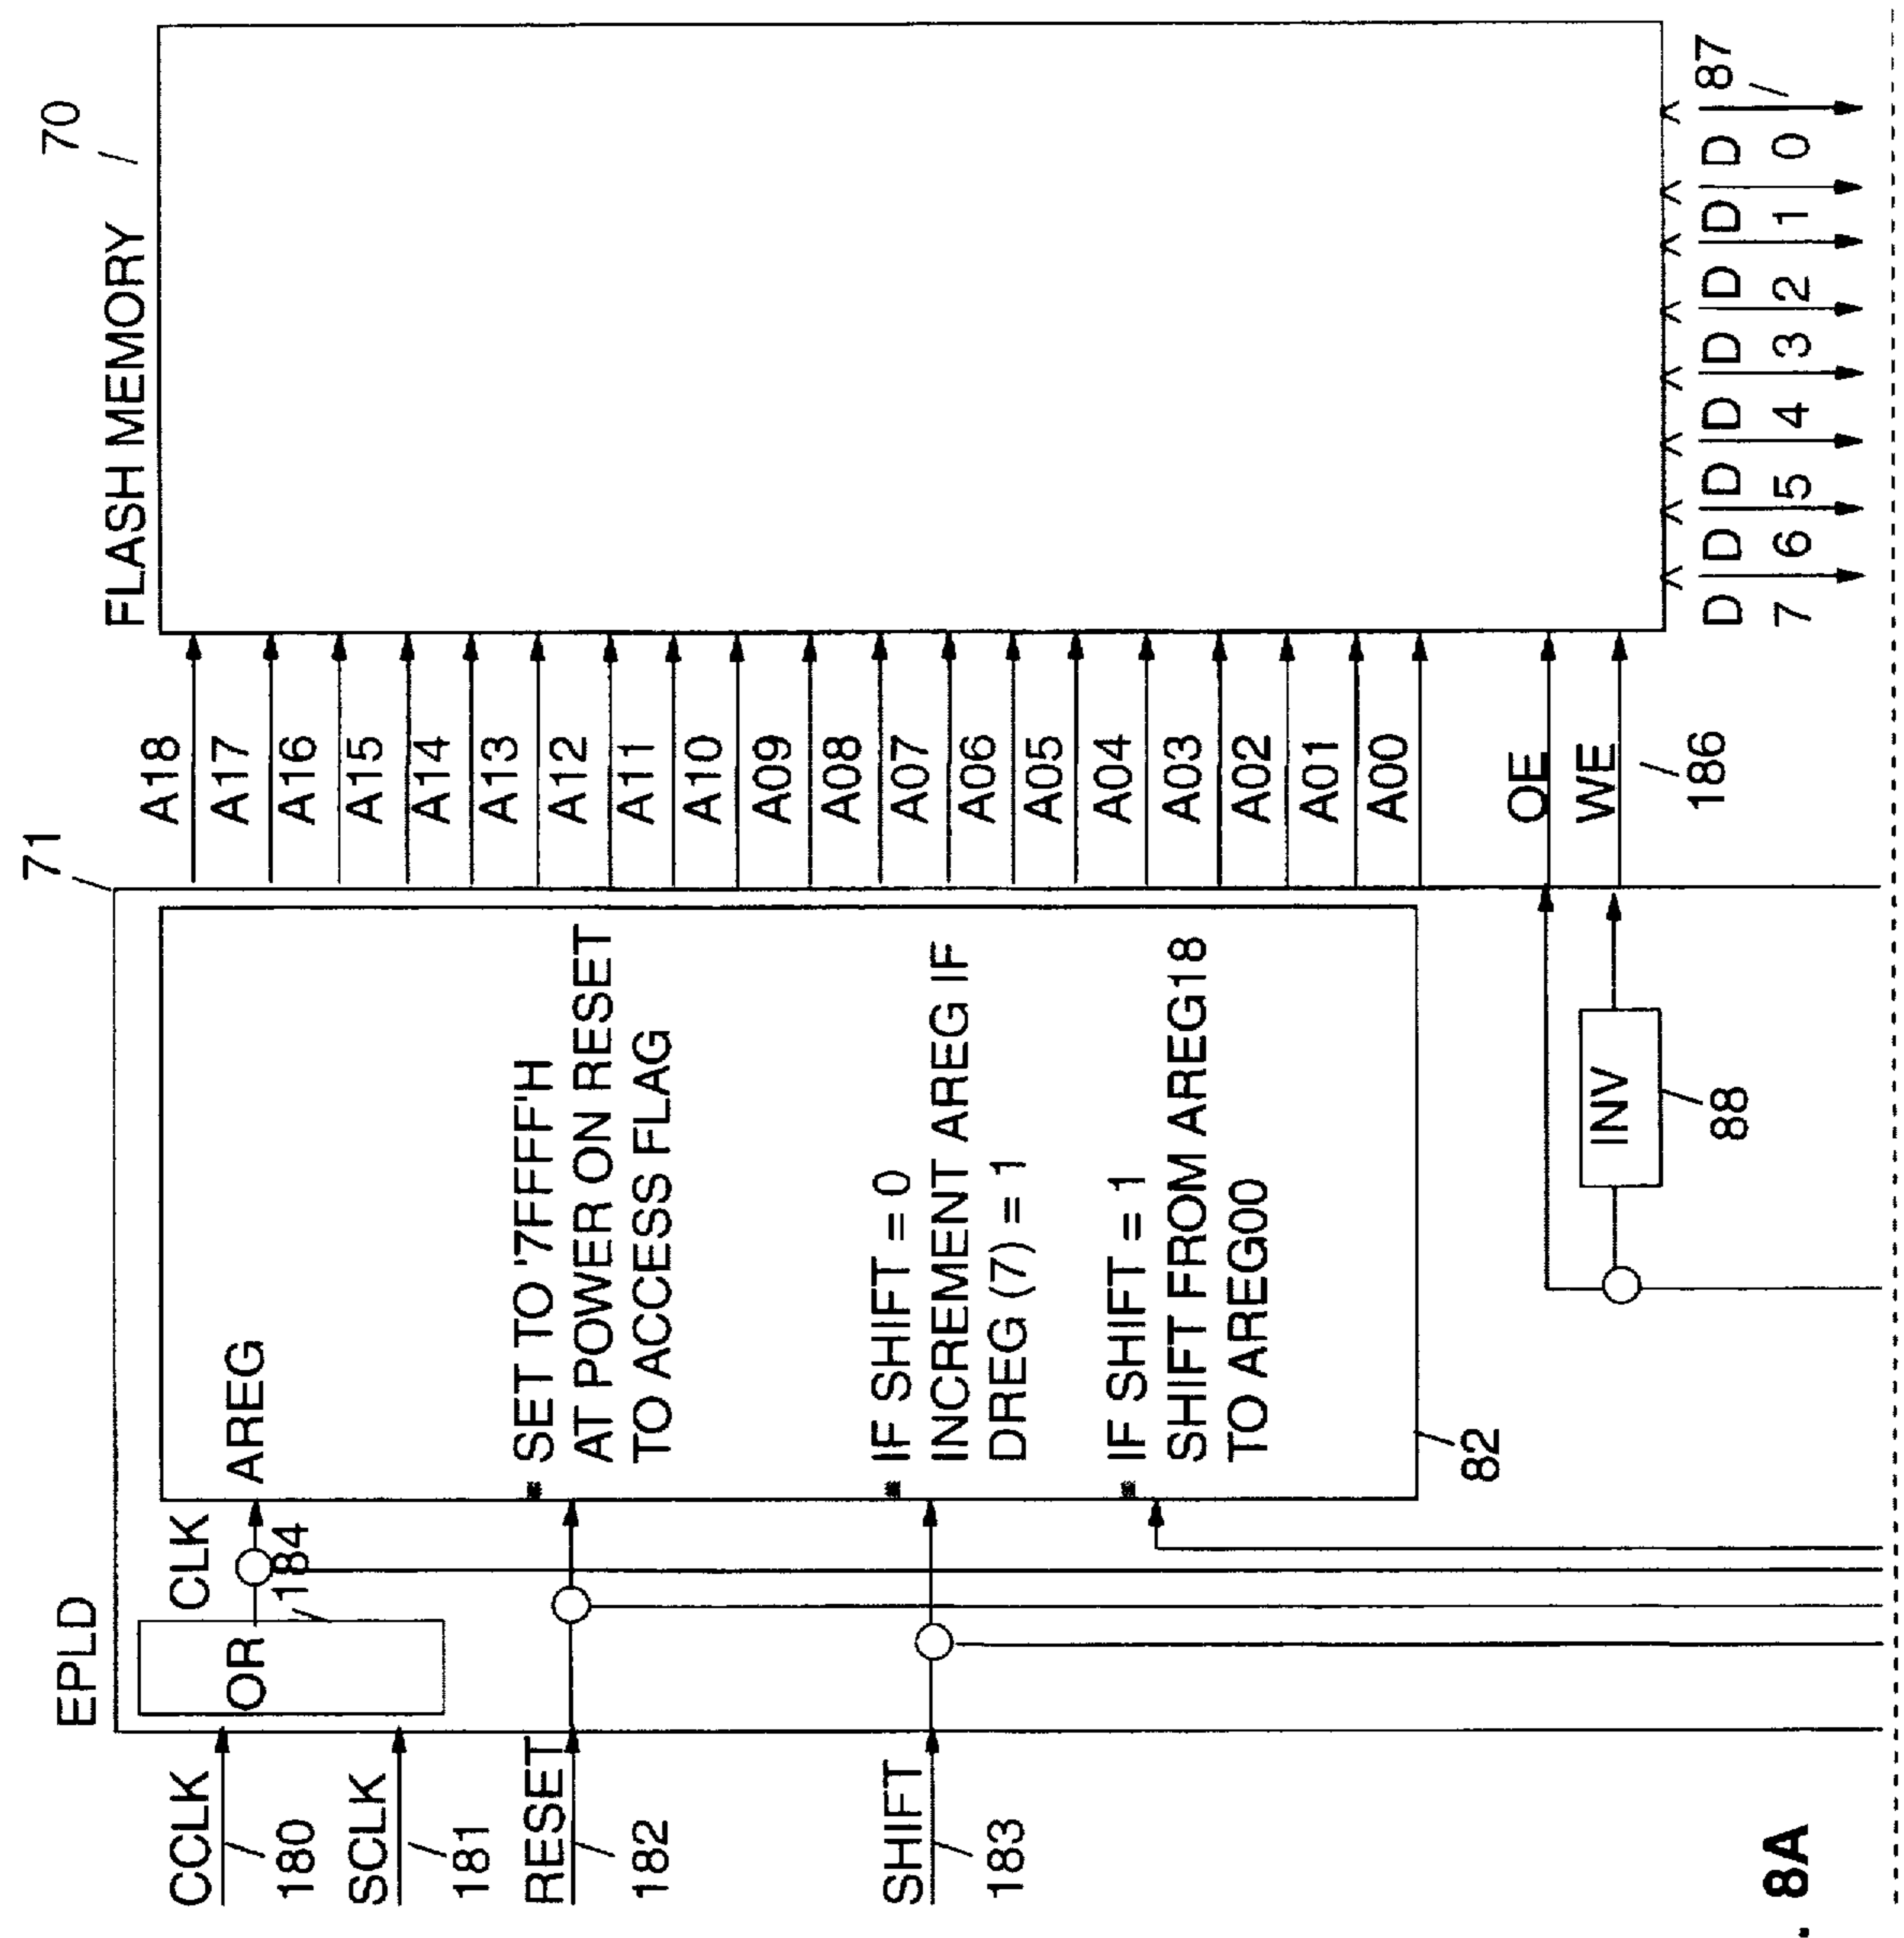 EPLD
71
FLASH MEMORY
70
CCLK
180
SCLK
181
RESET
182
SHIFT
183
OR
CLK
184
AREG
SET TO '7FFFF'H
AT POWER ON RESET
TO ACCESS FLAG
IF SHIFT = 0
INCREMENT AREG IF
DREG (7) = 1
IF SHIFT = 1
SHIFT FROM AREG18
TO AREG00
82
INV
88
A18
A17
A16
A15
A14
A13
A12
A11
A10
A09
A08
A07
A06
A05
A04
A03
A02
A01
A00
OE
WE
186
D D D D D D D D
7 6 5 4 3 2 1 0
87
. 8A